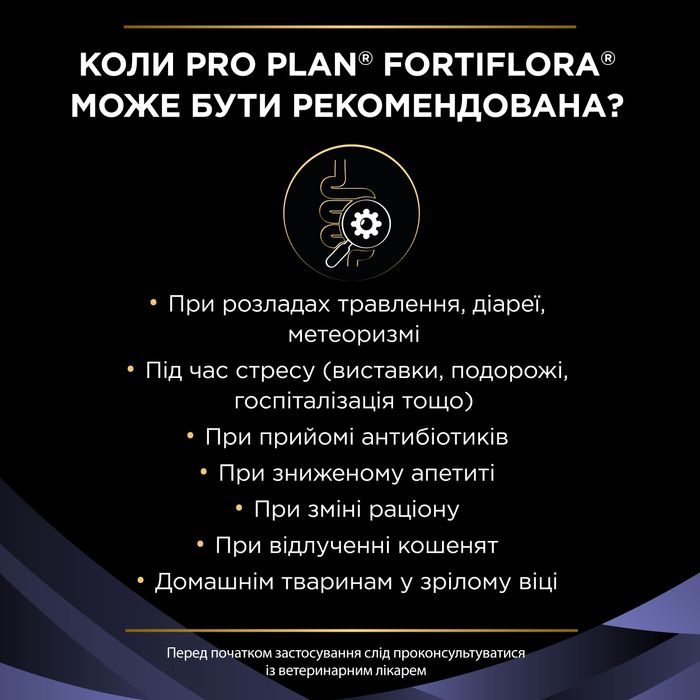 КОЛИ PRO PLAN® FORTIFLORA®
МОЖЕ БУТИ РЕКОМЕНДОВАНА?
• При розладах травлення, діареї,
метеоризмі
• Під час стресу (виставки, подорожі,
госпіталізація тощо)
• При прийомі антибіотиків
• При зниженому апетиті
• При зміні раціону
• При відлученні кошенят
• Домашнім тваринам у зрілому віці
Перед початком застосування слід проконсультуватися
із ветеринарним лікарем